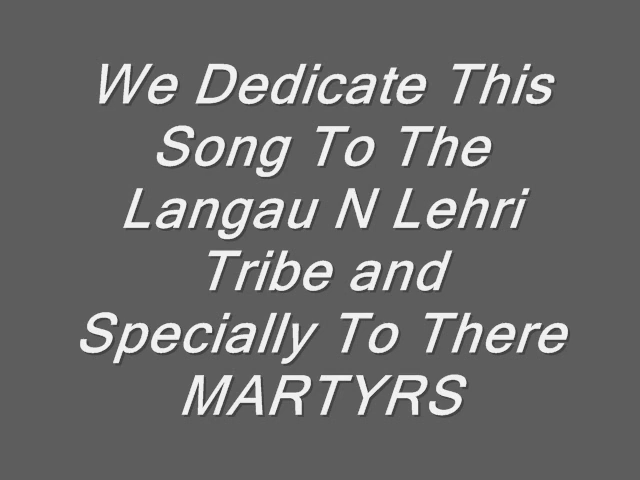 We Dedicate This
Song To The
Langau N Lehri
Tribe and
Specially To There
MARTYRS